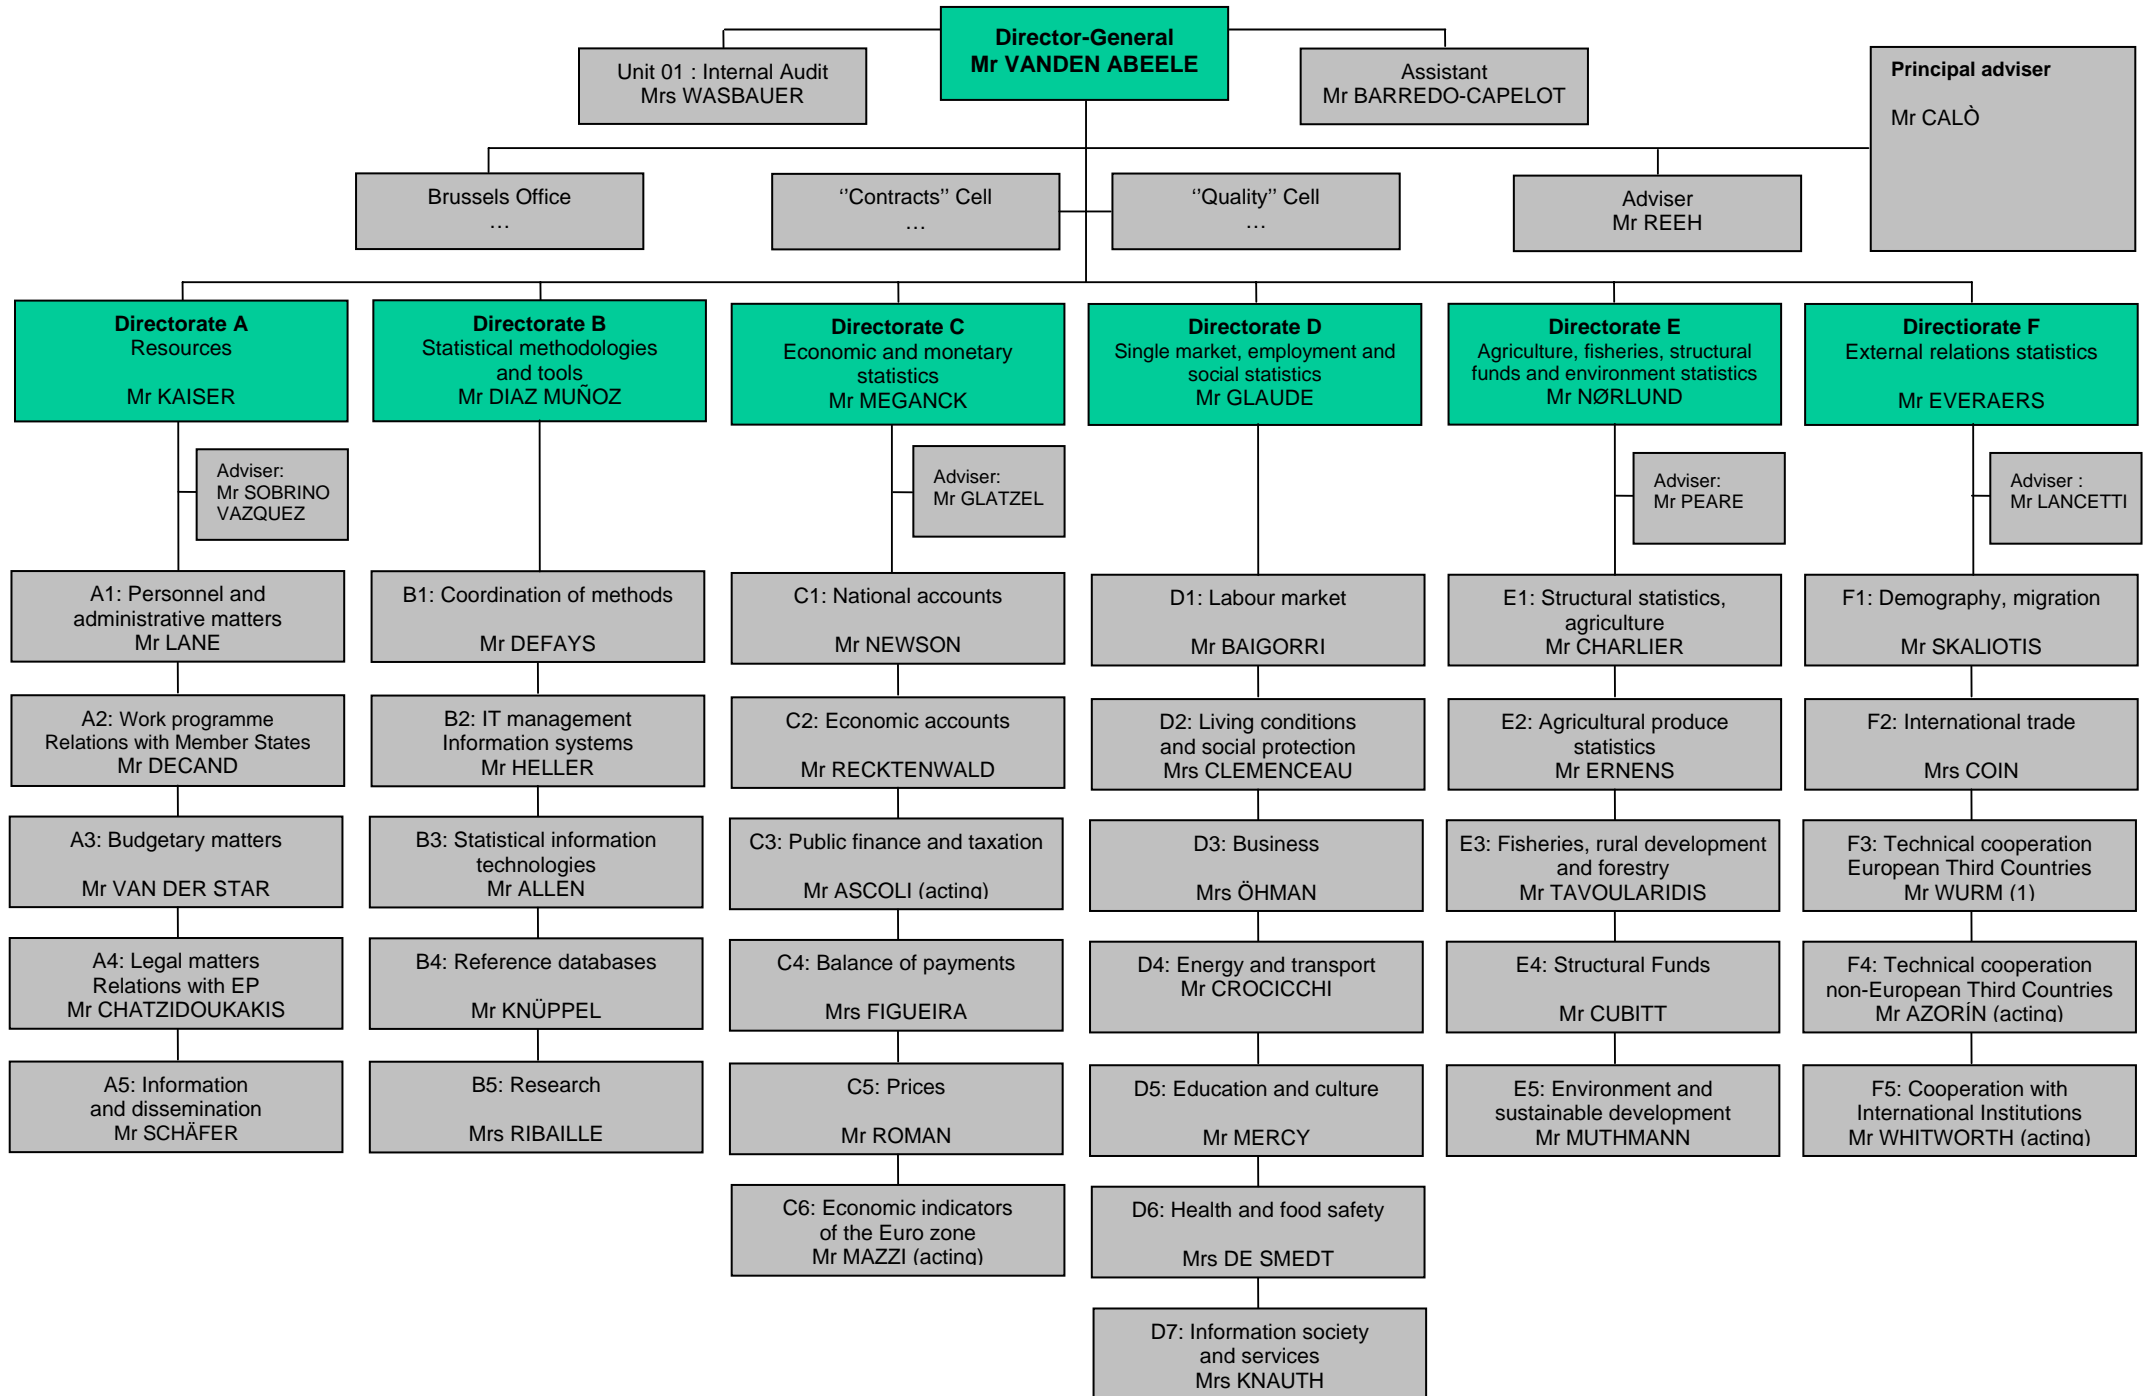 Director-General
Mr VANDEN ABEELE
Unit 01 : Internal Audit
Mrs WASBAUER
Assistant
Mr BARREDO-CAPELOT
Principal adviser
Mr CALÒ
Brussels Office
…
‘‘Contracts’’ Cell
…
‘‘Quality’’ Cell
…
Adviser
Mr REEH
Directorate A
Resources
Mr KAISER
Directorate B
Statistical methodologies
and tools
Mr DIAZ MUÑOZ
Directorate C
Economic and monetary
statistics
Mr MEGANCK
Directorate D
Single market, employment and
social statistics
Mr GLAUDE
Directorate E
Agriculture, fisheries, structural
funds and environment statistics
Mr NØRLUND
Directiorate F
External relations statistics
Mr EVERAERS
Adviser:
Mr SOBRINO
VAZQUEZ
Adviser:
Mr GLATZEL
Adviser:
Mr PEARE
Adviser :
Mr LANCETTI
A1: Personnel and
administrative matters
Mr LANE
B1: Coordination of methods
Mr DEFAYS
C1: National accounts
Mr NEWSON
D1: Labour market
Mr BAIGORRI
E1: Structural statistics,
agriculture
Mr CHARLIER
F1: Demography, migration
Mr SKALIOTIS
A2: Work programme
Relations with Member States
Mr DECAND
B2: IT management
Information systems
Mr HELLER
C2: Economic accounts
Mr RECKTENWALD
D2: Living conditions
and social protection
Mrs CLEMENCEAU
E2: Agricultural produce
statistics
Mr ERNENS
F2: International trade
Mrs COIN
A3: Budgetary matters
Mr VAN DER STAR
B3: Statistical information
technologies
Mr ALLEN
C3: Public finance and taxation
Mr ASCOLI (acting)
D3: Business
Mrs ÖHMAN
E3: Fisheries, rural development
and forestry
Mr TAVOULARIDIS
F3: Technical cooperation
European Third Countries
Mr WURM (1)
A4: Legal matters
Relations with EP
Mr CHATZIDOUKAKIS
B4: Reference databases
Mr KNÜPPEL
C4: Balance of payments
Mrs FIGUEIRA
D4: Energy and transport
Mr CROCICCHI
E4: Structural Funds
Mr CUBITT
F4: Technical cooperation
non-European Third Countries
Mr AZORÍN (acting)
A5: Information
and dissemination
Mr SCHÄFER
B5: Research
Mrs RIBAILLE
C5: Prices
Mr ROMAN
D5: Education and culture
Mr MERCY
E5: Environment and
sustainable development
Mr MUTHMANN
F5: Cooperation with
International Institutions
Mr WHITWORTH (acting)
C6: Economic indicators
of the Euro zone
Mr MAZZI (acting)
D6: Health and food safety
Mrs DE SMEDT
D7: Information society
and services
Mrs KNAUTH